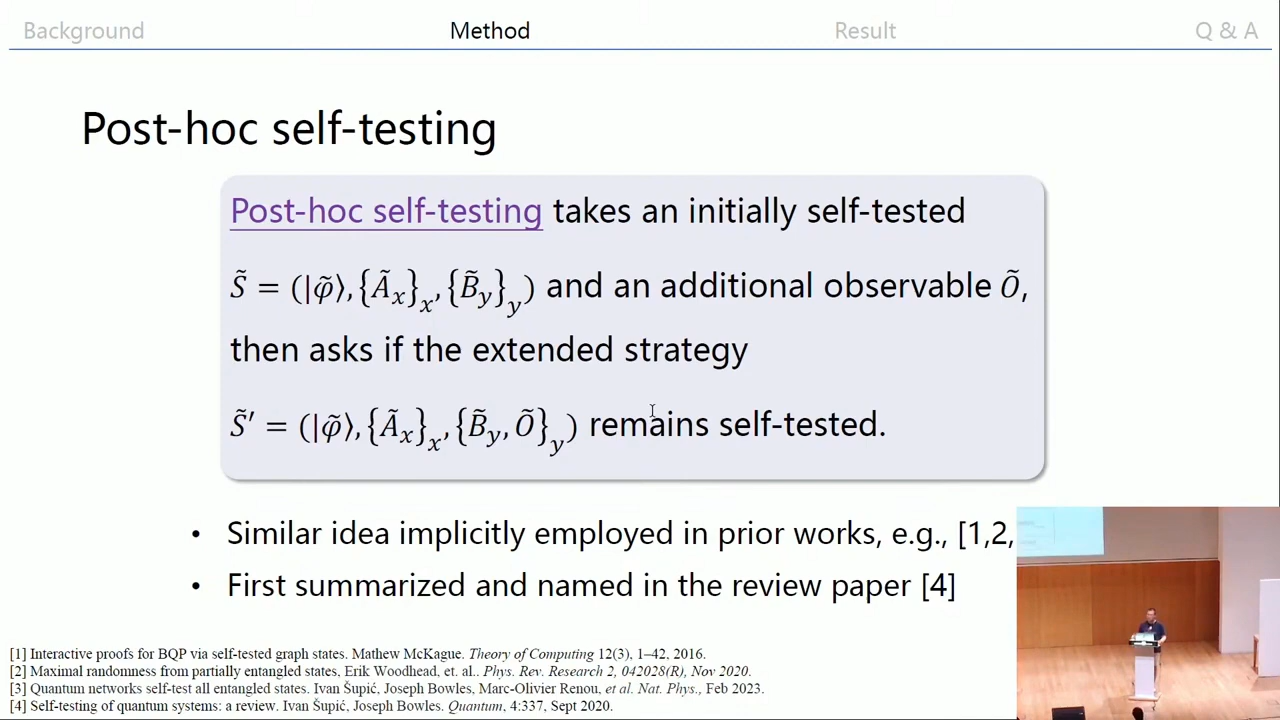 Background Method Result Q & A
Post-hoc self-testing
Post-hoc self-testing takes an initially self-tested
S̃ = (|φ̃⟩, {Ã_x}_x, {B̃_y}_y) and an additional observable Õ,
then asks if the extended strategy
S̃′ = (|φ̃⟩, {Ã_x}_x, {B̃_y, Õ}_y) remains self-tested.
• Similar idea implicitly employed in prior works, e.g., [1,2,
• First summarized and named in the review paper [4]
[1] Interactive proofs for BQP via self-tested graph states. Mathew McKague. Theory of Computing 12(3), 1–42, 2016.
[2] Maximal randomness from partially entangled states, Erik Woodhead, et. al.. Phys. Rev. Research 2, 042028(R), Nov 2020.
[3] Quantum networks self-test all entangled states. Ivan Šupić, Joseph Bowles, Marc-Olivier Renou, et al. Nat. Phys., Feb 2023.
[4] Self-testing of quantum systems: a review. Ivan Šupić, Joseph Bowles. Quantum, 4:337, Sept 2020.